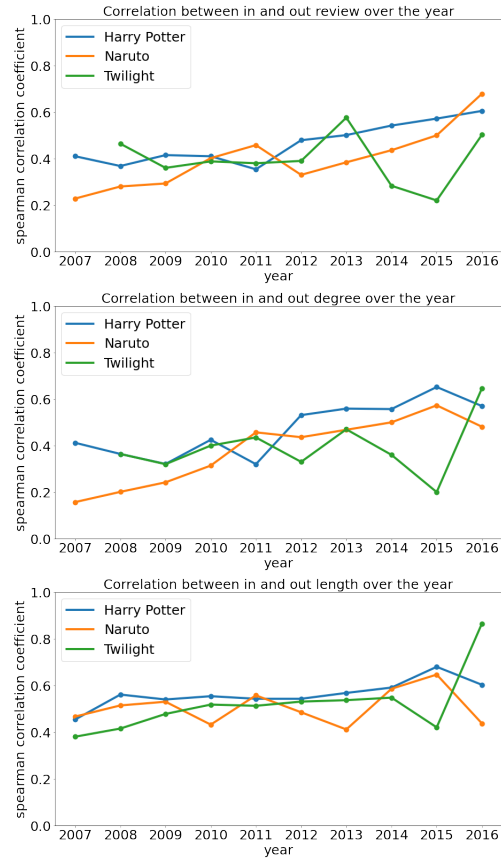 Correlation between in and out review over the year
1.0
Harry Potter
Naruto
0.8
Twilight
0.6
0.4
0.2
0.0
spearman correlation coefficient
2007 2008 2009 2010 2011 2012 2013 2014 2015 2016
year
Correlation between in and out degree over the year
1.0
Harry Potter
Naruto
0.8
Twilight
0.6
0.4
0.2
0.0
spearman correlation coefficient
2007 2008 2009 2010 2011 2012 2013 2014 2015 2016
year
Correlation between in and out length over the year
1.0
Harry Potter
Naruto
0.8
Twilight
0.6
0.4
0.2
0.0
spearman correlation coefficient
2007 2008 2009 2010 2011 2012 2013 2014 2015 2016
year